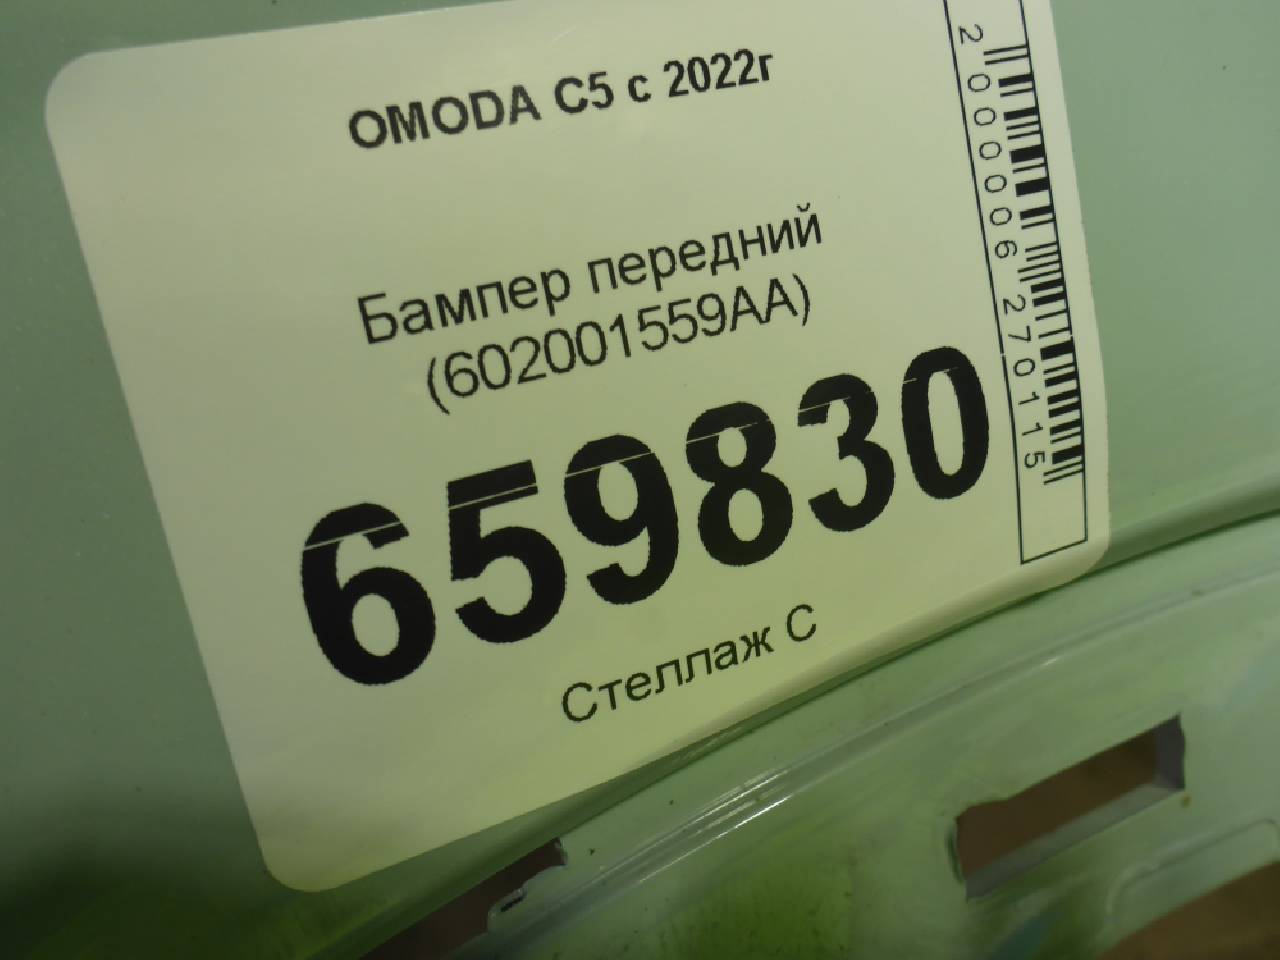 OMODA C5 с 2022г
Бампер передний
(602001559AA)
659830
Стеллаж С
2000006270115